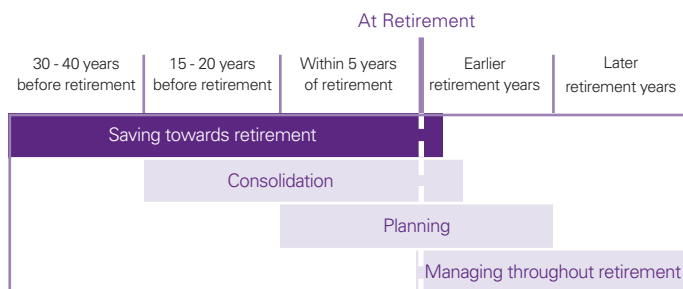 At Retirement
30 - 40 years
before retirement
15 - 20 years
before retirement
Within 5 years
of retirement
Earlier
retirement years
Later
retirement years
Saving towards retirement
Consolidation
Planning
Managing throughout retirement